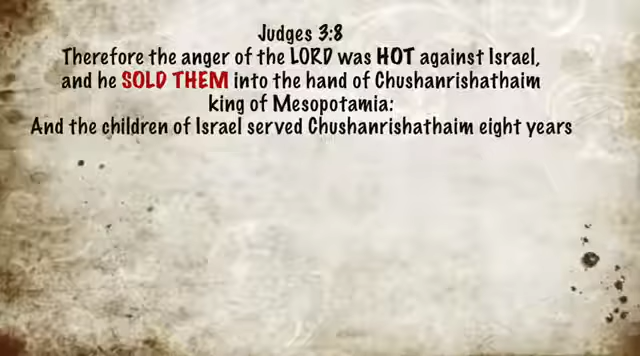 Judges 3:8
Therefore the anger of the LORD was HOT against Israel,
and he SOLD THEM into the hand of Chushanrishathaim
king of Mesopotamia:
And the children of Israel served Chushanrishathaim eight years